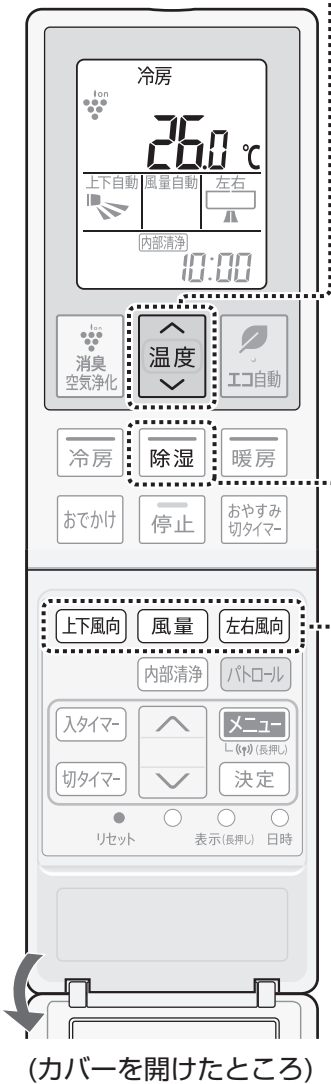 冷房
ion
26.0 ℃
上下自動 風量自動 左右
内部清浄
10:00
ion
消臭
空気浄化
温度
エコ自動
冷房 除湿 暖房
おでかけ 停止 おやすみ
切タイマー
上下風向 風量 左右風向
内部清浄 パトロール
入タイマー メニュー
(長押し)
切タイマー 決定
リセット 表示(長押し) 日時
(カバーを開けたところ)